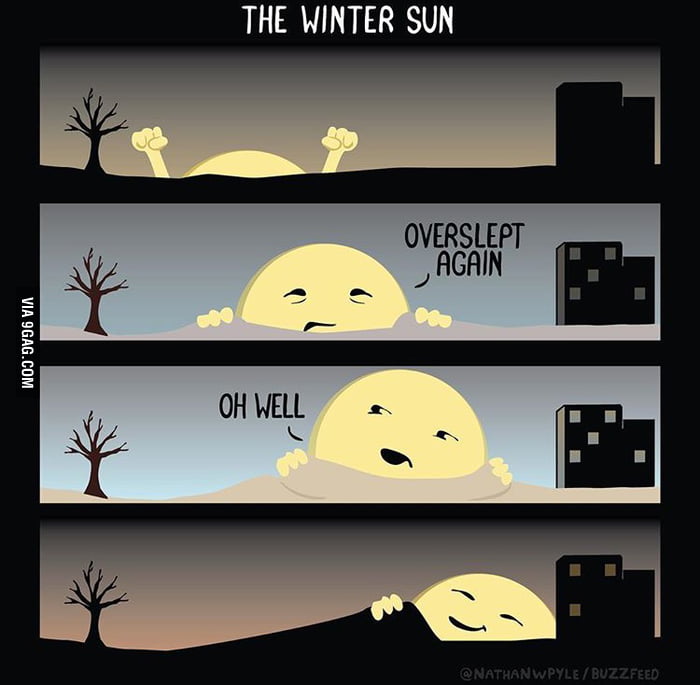 THE WINTER SUN
OVERSLEPT
AGAIN
VIA 9GAG.COM
OH WELL
@NATHANWPYLE/BUZZFEED